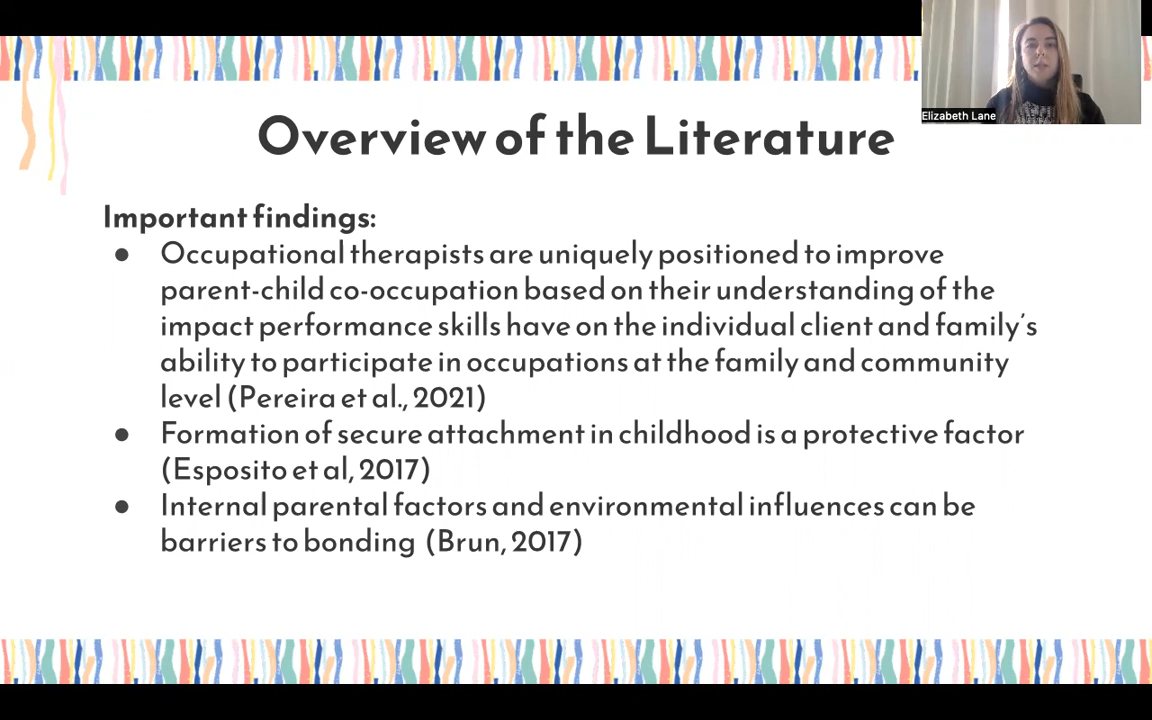 Elizabeth Lane
Overview of the Literature
Important findings:
● Occupational therapists are uniquely positioned to improve
parent-child co-occupation based on their understanding of the
impact performance skills have on the individual client and family's
ability to participate in occupations at the family and community
level (Pereira et al., 2021)
● Formation of secure attachment in childhood is a protective factor
(Esposito et al, 2017)
● Internal parental factors and environmental influences can be
barriers to bonding (Brun, 2017)